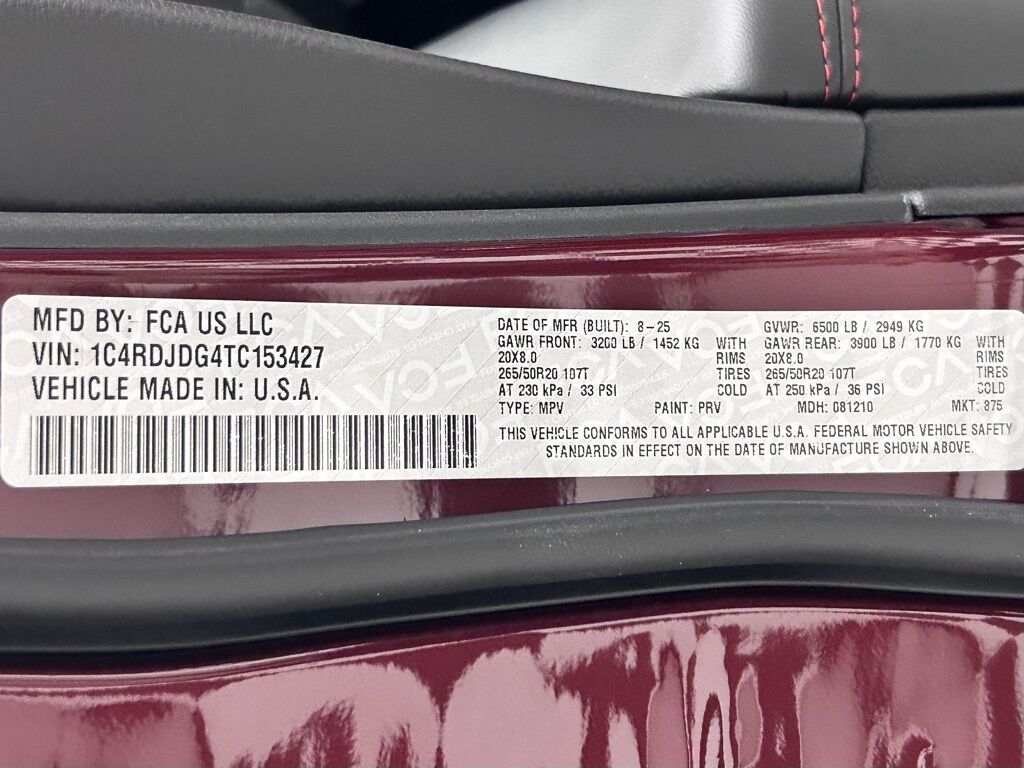 MFD BY: FCA US LLC
VIN: 1C4RDJDG4TC153427
VEHICLE MADE IN: U.S.A.
DATE OF MFR (BUILT): 8-25 GVWR: 6500 LB / 2949 KG
GAWR FRONT: 3200 LB / 1452 KG WITH GAWR REAR: 3900 LB / 1770 KG WITH
20X8.0 RIMS 20X8.0 RIMS
265/50R20 107T TIRES 265/50R20 107T TIRES
AT 230 kPa / 33 PSI COLD AT 250 kPa / 36 PSI COLD
TYPE: MPV PAINT: PRV MDH: 081210 MKT: 875
THIS VEHICLE CONFORMS TO ALL APPLICABLE U.S.A. FEDERAL MOTOR VEHICLE SAFETY
STANDARDS IN EFFECT ON THE DATE OF MANUFACTURE SHOWN ABOVE.